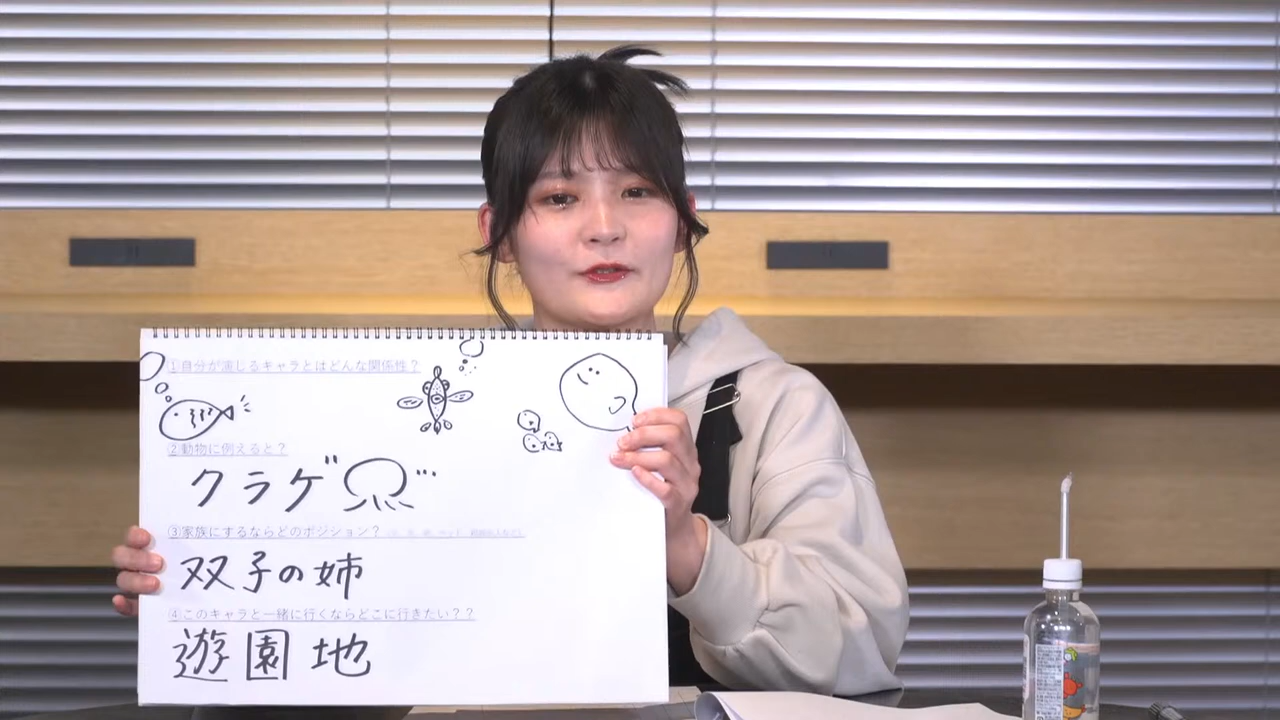 ①自分が演じるキャラとはどんな関係性？
②動物に例えると？
クラゲ
③家族にするならどのポジション？
双子の姉
④このキャラと一緒に行くならどこに行きたい？？
遊園地